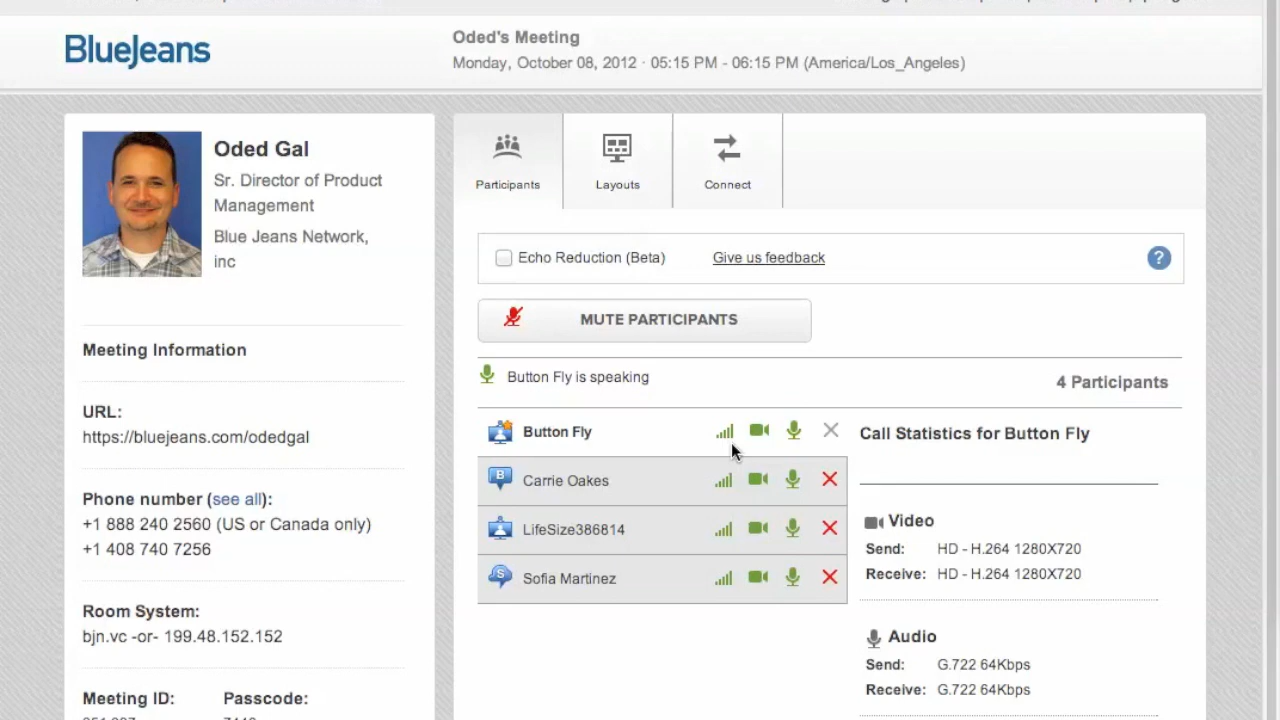 BlueJeans
Oded's Meeting
Monday, October 08, 2012 · 05:15 PM - 06:15 PM (America/Los_Angeles)
Oded Gal
Sr. Director of Product
Management
Blue Jeans Network,
inc
Meeting Information
URL:
https://bluejeans.com/odedgal
Phone number (see all):
+1 888 240 2560 (US or Canada only)
+1 408 740 7256
Room System:
bjn.vc -or- 199.48.152.152
Meeting ID: Passcode:
Participants Layouts Connect
Echo Reduction (Beta) Give us feedback ?
MUTE PARTICIPANTS
Button Fly is speaking 4 Participants
Button Fly
B Carrie Oakes
LifeSize386814
S Sofia Martinez
Call Statistics for Button Fly
Video
Send: HD - H.264 1280X720
Receive: HD - H.264 1280X720
Audio
Send: G.722 64Kbps
Receive: G.722 64Kbps